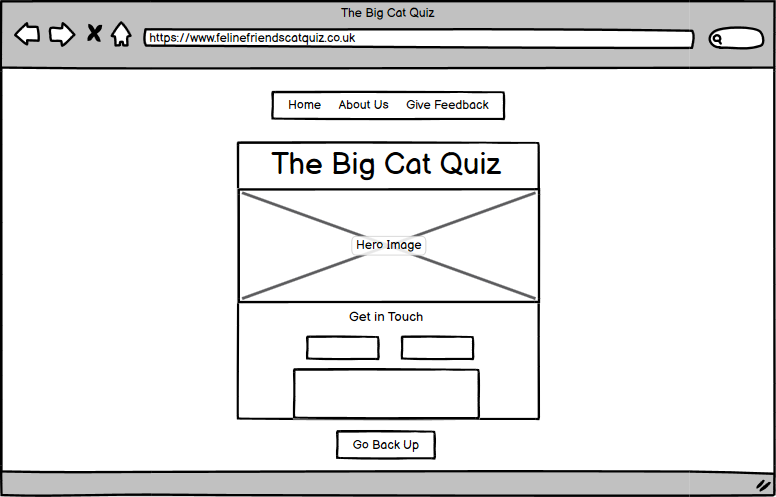 The Big Cat Quiz
https://www.felinefriendscatquiz.co.uk
Home About Us Give Feedback
The Big Cat Quiz
Hero Image
Get in Touch
Go Back Up